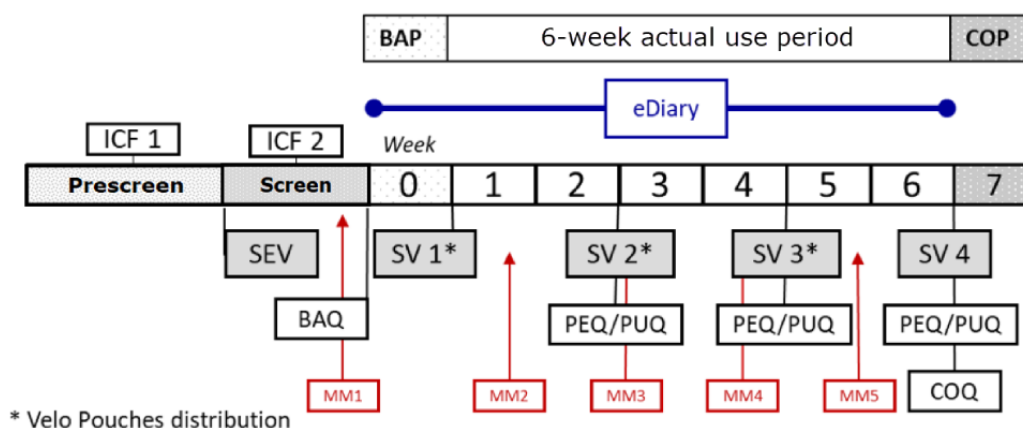 BAP 6-week actual use period COP
eDiary
ICF 1 ICF 2 Week
Prescreen Screen 0 1 2 3 4 5 6 7
SEV SV 1* SV 2* SV 3* SV 4
BAQ PEQ/PUQ PEQ/PUQ PEQ/PUQ
MM1 MM2 MM3 MM4 MM5 COQ
* Velo Pouches distribution